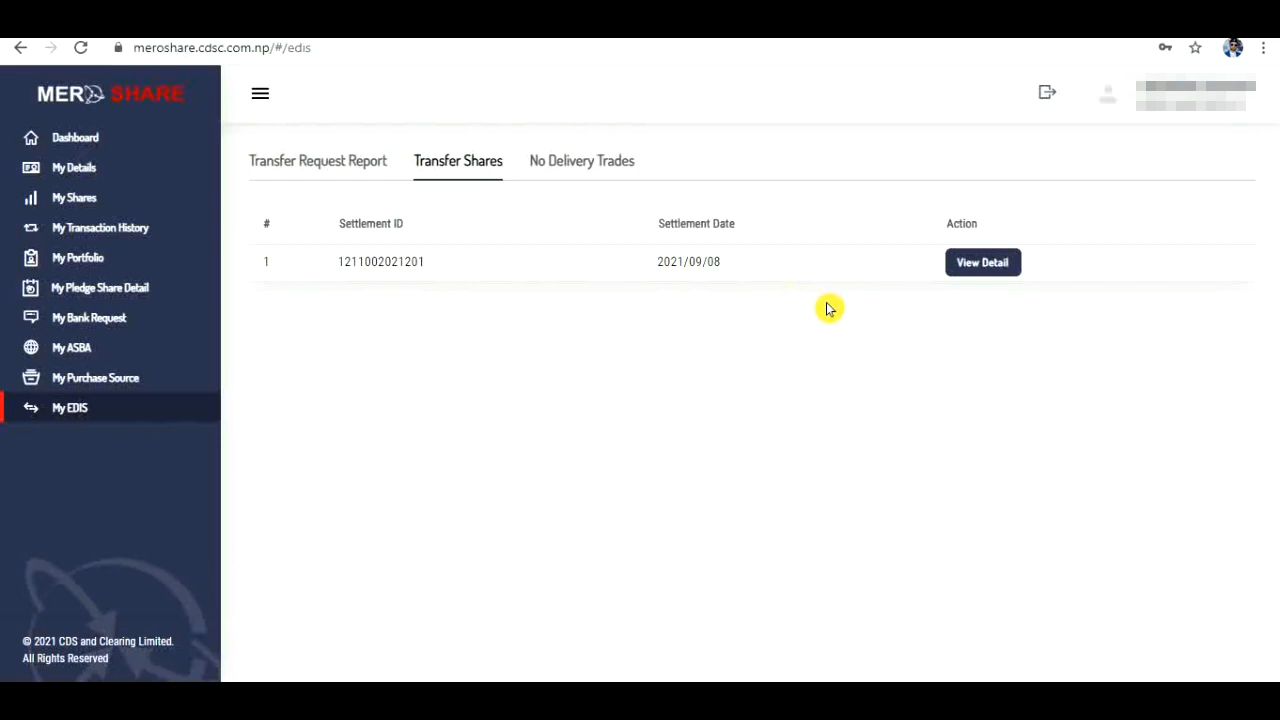 meroshare.cdsc.com.np/#/edis
MERO SHARE
Dashboard
My Details
My Shares
My Transaction History
My Portfolio
My Pledge Share Detail
My Bank Request
My ASBA
My Purchase Source
My EDIS
© 2021 CDS and Clearing Limited.
All Rights Reserved
Transfer Request Report Transfer Shares No Delivery Trades
# Settlement ID Settlement Date Action
1 1211002021201 2021/09/08 View Detail